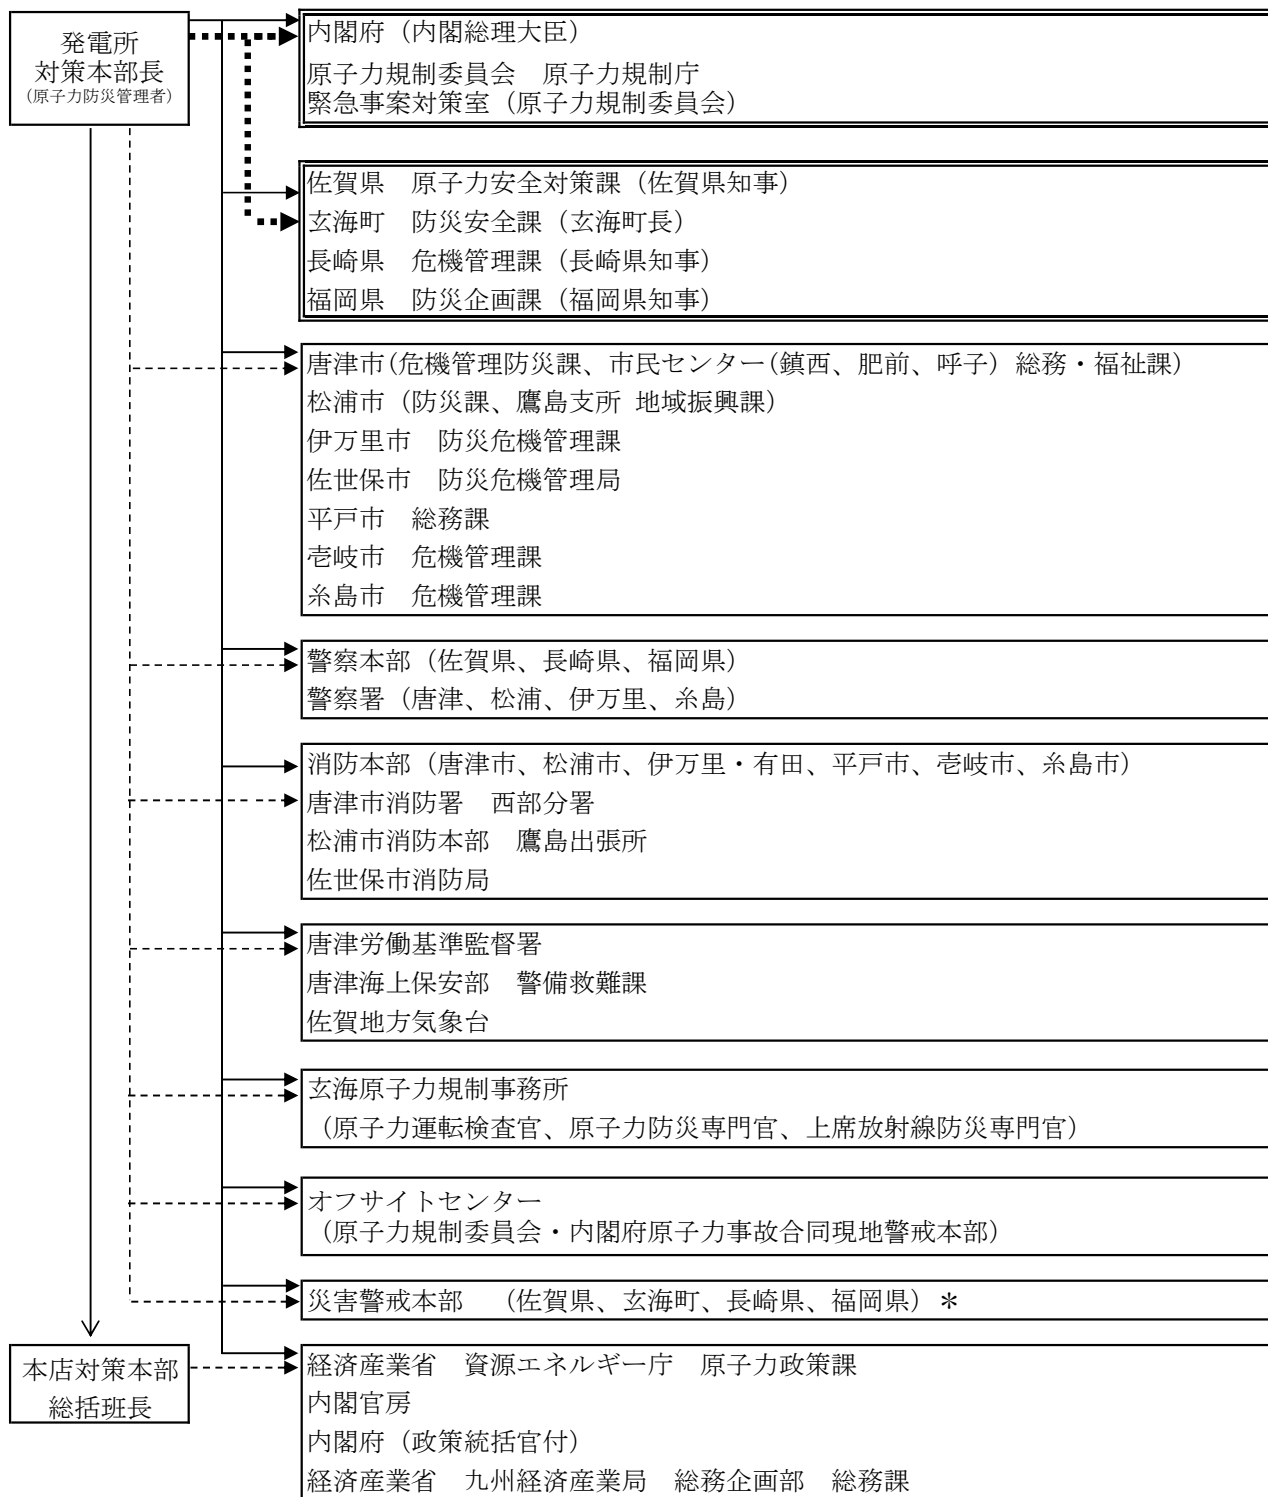 発電所
対策本部長
(原子力防災管理者)
内閣府（内閣総理大臣）
原子力規制委員会　原子力規制庁
緊急事案対策室（原子力規制委員会）
佐賀県　原子力安全対策課（佐賀県知事）
玄海町　防災安全課（玄海町長）
長崎県　危機管理課（長崎県知事）
福岡県　防災企画課（福岡県知事）
唐津市(危機管理防災課、市民センター(鎮西、肥前、呼子）総務・福祉課）
松浦市（防災課、鷹島支所 地域振興課）
伊万里市　防災危機管理課
佐世保市　防災危機管理局
平戸市　総務課
壱岐市　危機管理課
糸島市　危機管理課
警察本部（佐賀県、長崎県、福岡県）
警察署（唐津、松浦、伊万里、糸島）
消防本部（唐津市、松浦市、伊万里・有田、平戸市、壱岐市、糸島市）
唐津市消防署　西部分署
松浦市消防本部　鷹島出張所
佐世保市消防局
唐津労働基準監督署
唐津海上保安部　警備救難課
佐賀地方気象台
玄海原子力規制事務所
（原子力運転検査官、原子力防災専門官、上席放射線防災専門官）
オフサイトセンター
（原子力規制委員会・内閣府原子力事故合同現地警戒本部）
災害警戒本部　（佐賀県、玄海町、長崎県、福岡県）＊
本店対策本部
総括班長
経済産業省　資源エネルギー庁　原子力政策課
内閣官房
内閣府（政策統括官付）
経済産業省　九州経済産業局　総務企画部　総務課